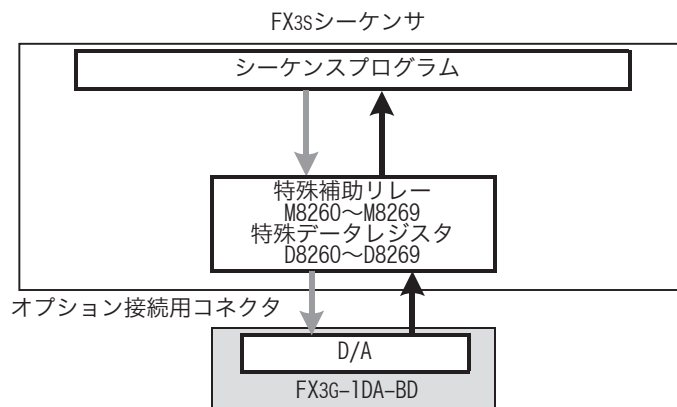 FX3Sシーケンサ
シーケンスプログラム
特殊補助リレー
M8260～M8269
特殊データレジスタ
D8260～D8269
オプション接続用コネクタ
D/A
FX3G-1DA-BD